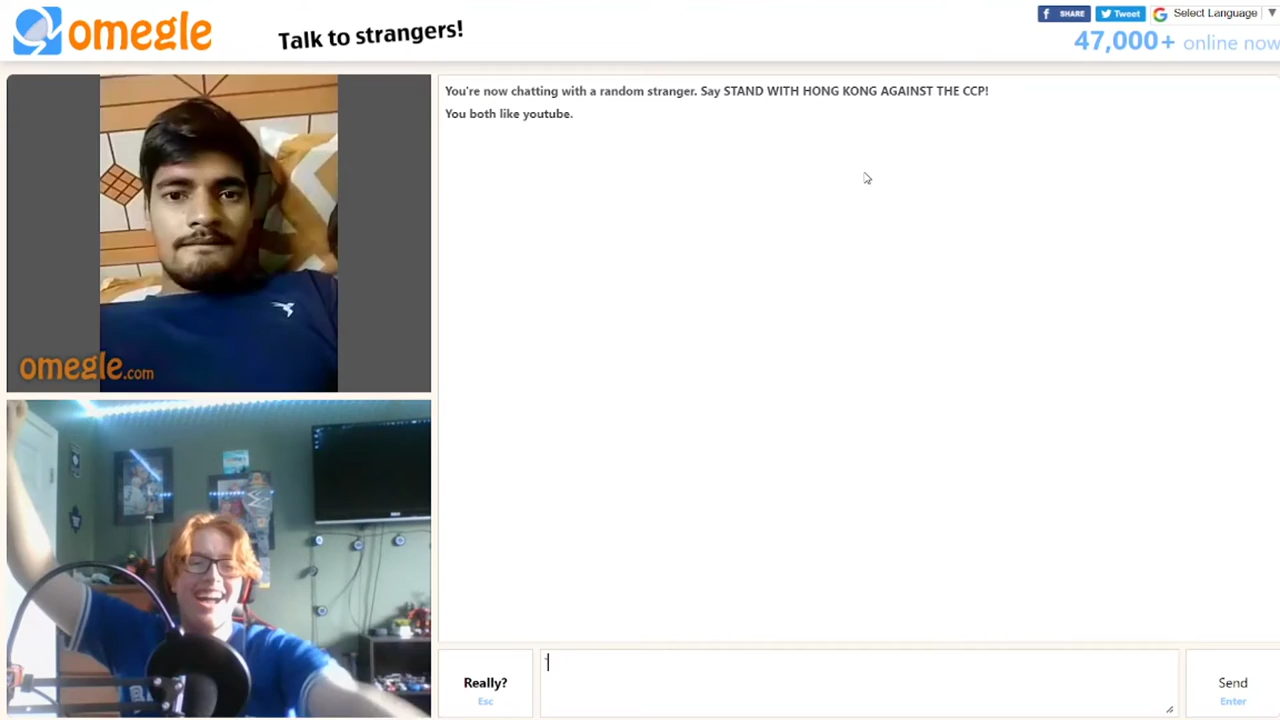 omegle
Talk to strangers!
SHARE
Tweet
Select Language
47,000+ online now
You're now chatting with a random stranger. Say STAND WITH HONG KONG AGAINST THE CCP!
You both like youtube.
omegle.com
Really?
Esc
Send
Enter